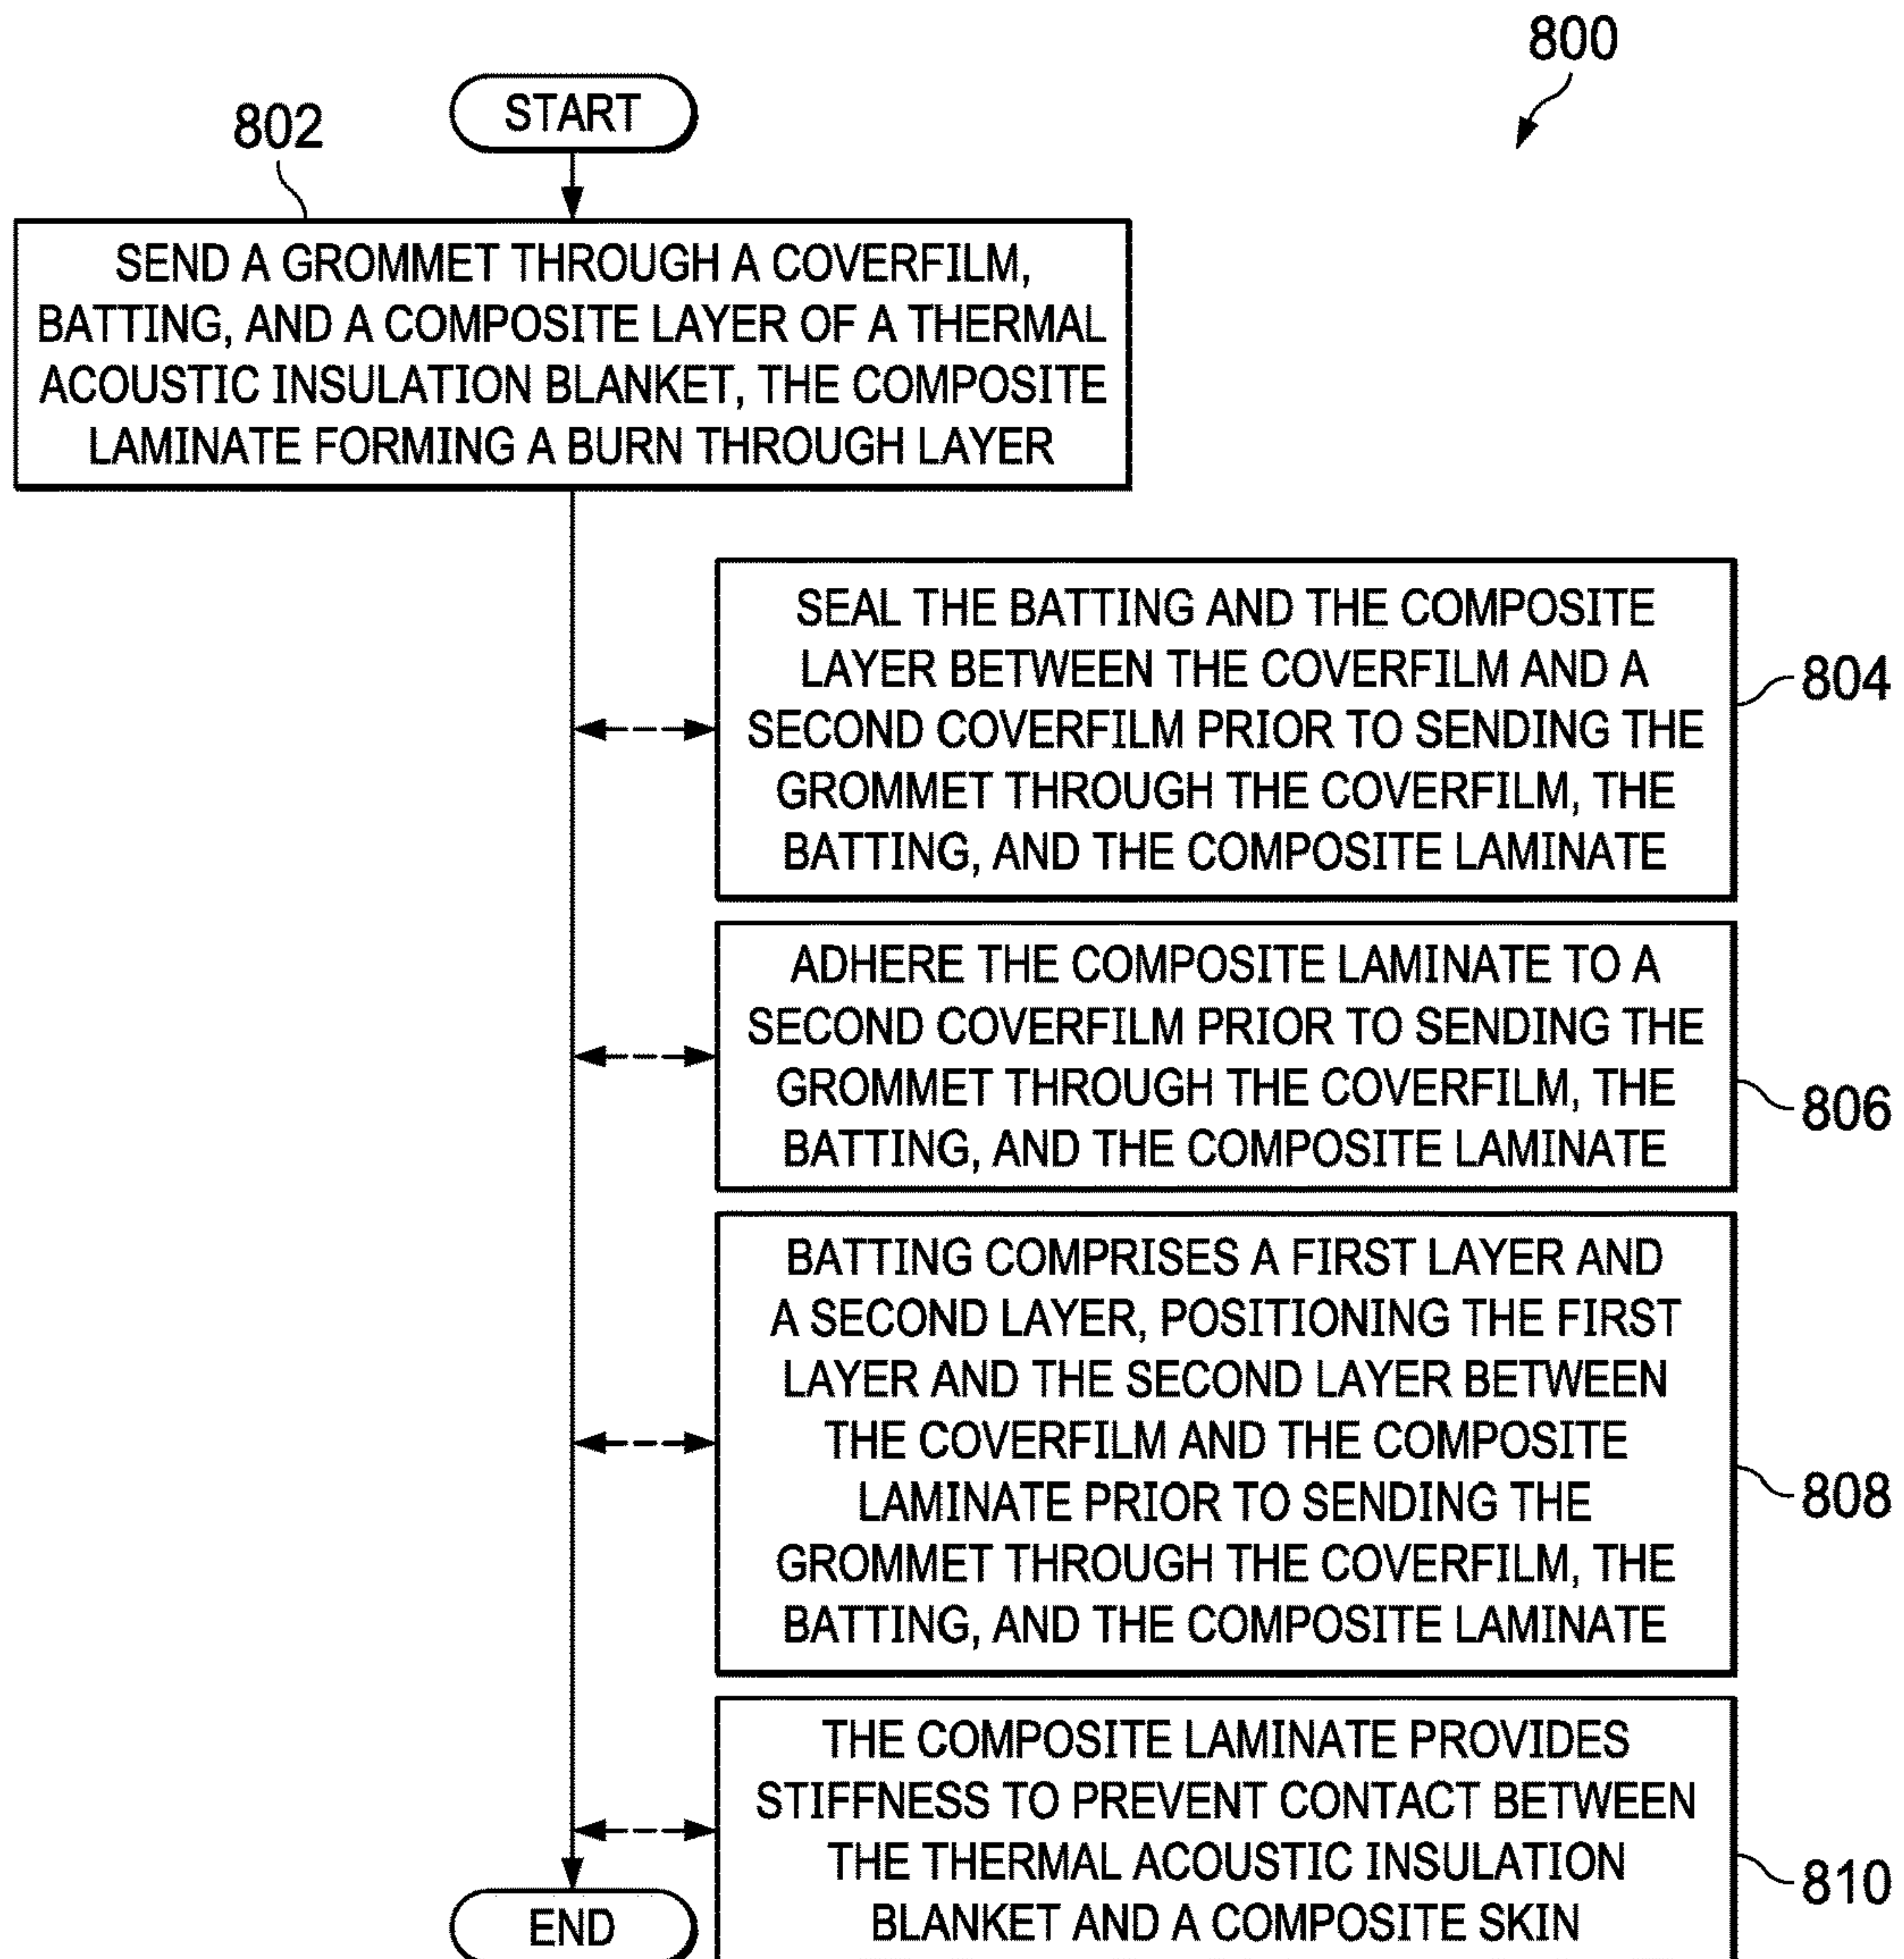 800
START
802
SEND A GROMMET THROUGH A COVERFILM,
BATTING, AND A COMPOSITE LAYER OF A THERMAL
ACOUSTIC INSULATION BLANKET, THE COMPOSITE
LAMINATE FORMING A BURN THROUGH LAYER
SEAL THE BATTING AND THE COMPOSITE
LAYER BETWEEN THE COVERFILM AND A
SECOND COVERFILM PRIOR TO SENDING THE
GROMMET THROUGH THE COVERFILM, THE
BATTING, AND THE COMPOSITE LAMINATE
804
ADHERE THE COMPOSITE LAMINATE TO A
SECOND COVERFILM PRIOR TO SENDING THE
GROMMET THROUGH THE COVERFILM, THE
BATTING, AND THE COMPOSITE LAMINATE
806
BATTING COMPRISES A FIRST LAYER AND
A SECOND LAYER, POSITIONING THE FIRST
LAYER AND THE SECOND LAYER BETWEEN
THE COVERFILM AND THE COMPOSITE
LAMINATE PRIOR TO SENDING THE
GROMMET THROUGH THE COVERFILM, THE
BATTING, AND THE COMPOSITE LAMINATE
808
THE COMPOSITE LAMINATE PROVIDES
STIFFNESS TO PREVENT CONTACT BETWEEN
THE THERMAL ACOUSTIC INSULATION
BLANKET AND A COMPOSITE SKIN
810
END